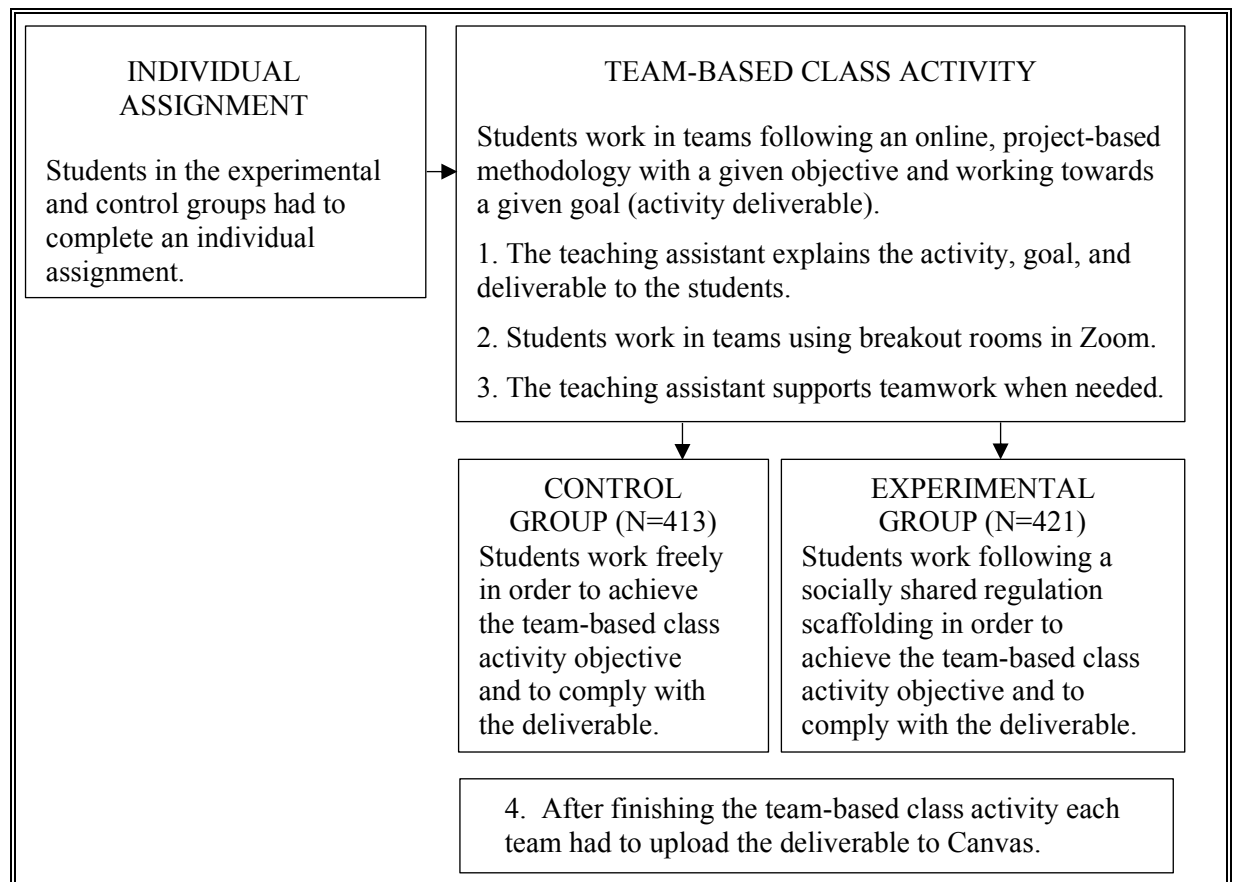 INDIVIDUAL
ASSIGNMENT
Students in the experimental
and control groups had to
complete an individual
assignment.
TEAM-BASED CLASS ACTIVITY
Students work in teams following an online, project-based
methodology with a given objective and working towards
a given goal (activity deliverable).
1. The teaching assistant explains the activity, goal, and
deliverable to the students.
2. Students work in teams using breakout rooms in Zoom.
3. The teaching assistant supports teamwork when needed.
CONTROL
GROUP (N=413)
Students work freely
in order to achieve
the team-based class
activity objective
and to comply with
the deliverable.
EXPERIMENTAL
GROUP (N=421)
Students work following a
socially shared regulation
scaffolding in order to
achieve the team-based class
activity objective and to
comply with the deliverable.
4. After finishing the team-based class activity each
team had to upload the deliverable to Canvas.